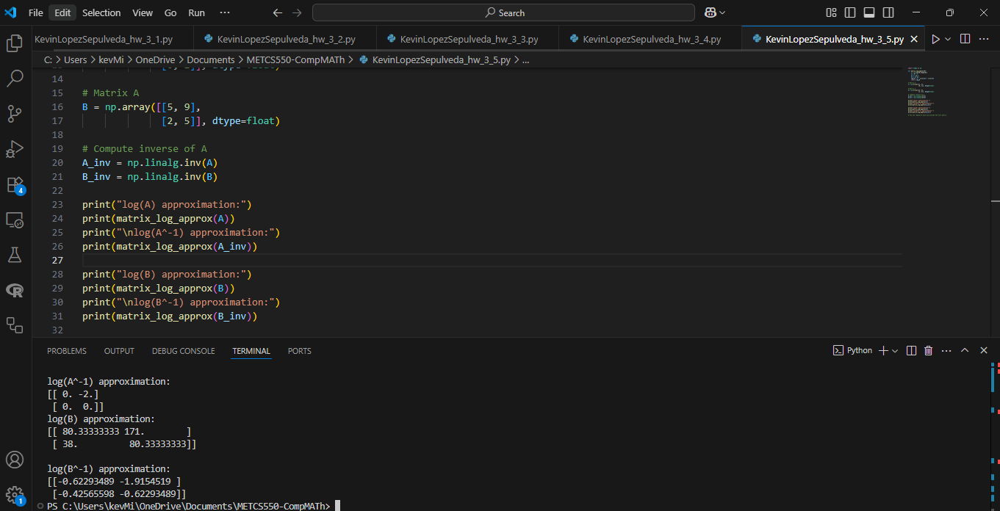 File Edit Selection View Go Run ··· Search
KevinLopezSepulveda_hw_3_1.py KevinLopezSepulveda_hw_3_2.py KevinLopezSepulveda_hw_3_3.py KevinLopezSepulveda_hw_3_4.py KevinLopezSepulveda_hw_3_5.py
C: > Users > kevMi > OneDrive > Documents > METCS550-CompMATh > KevinLopezSepulveda_hw_3_5.py > ...
14
15 # Matrix A
16 B = np.array([[5, 9],
17 [2, 5]], dtype=float)
18
19 # Compute inverse of A
20 A_inv = np.linalg.inv(A)
21 B_inv = np.linalg.inv(B)
22
23 print("log(A) approximation:")
24 print(matrix_log_approx(A))
25 print("\nlog(A^-1) approximation:")
26 print(matrix_log_approx(A_inv))
27
28 print("log(B) approximation:")
29 print(matrix_log_approx(B))
30 print("\nlog(B^-1) approximation:")
31 print(matrix_log_approx(B_inv))
32
4
PROBLEMS OUTPUT DEBUG CONSOLE TERMINAL PORTS Python
log(A^-1) approximation:
[[ 0. -2.]
[ 0. 0.]]
log(B) approximation:
[[ 80.33333333 171. ]
[ 38. 80.33333333]]
log(B^-1) approximation:
[[-0.62293489 -1.9154519 ]
[-0.42565598 -0.62293489]]
PS C:\Users\kevMi\OneDrive\Documents\METCS550-CompMATh>
1